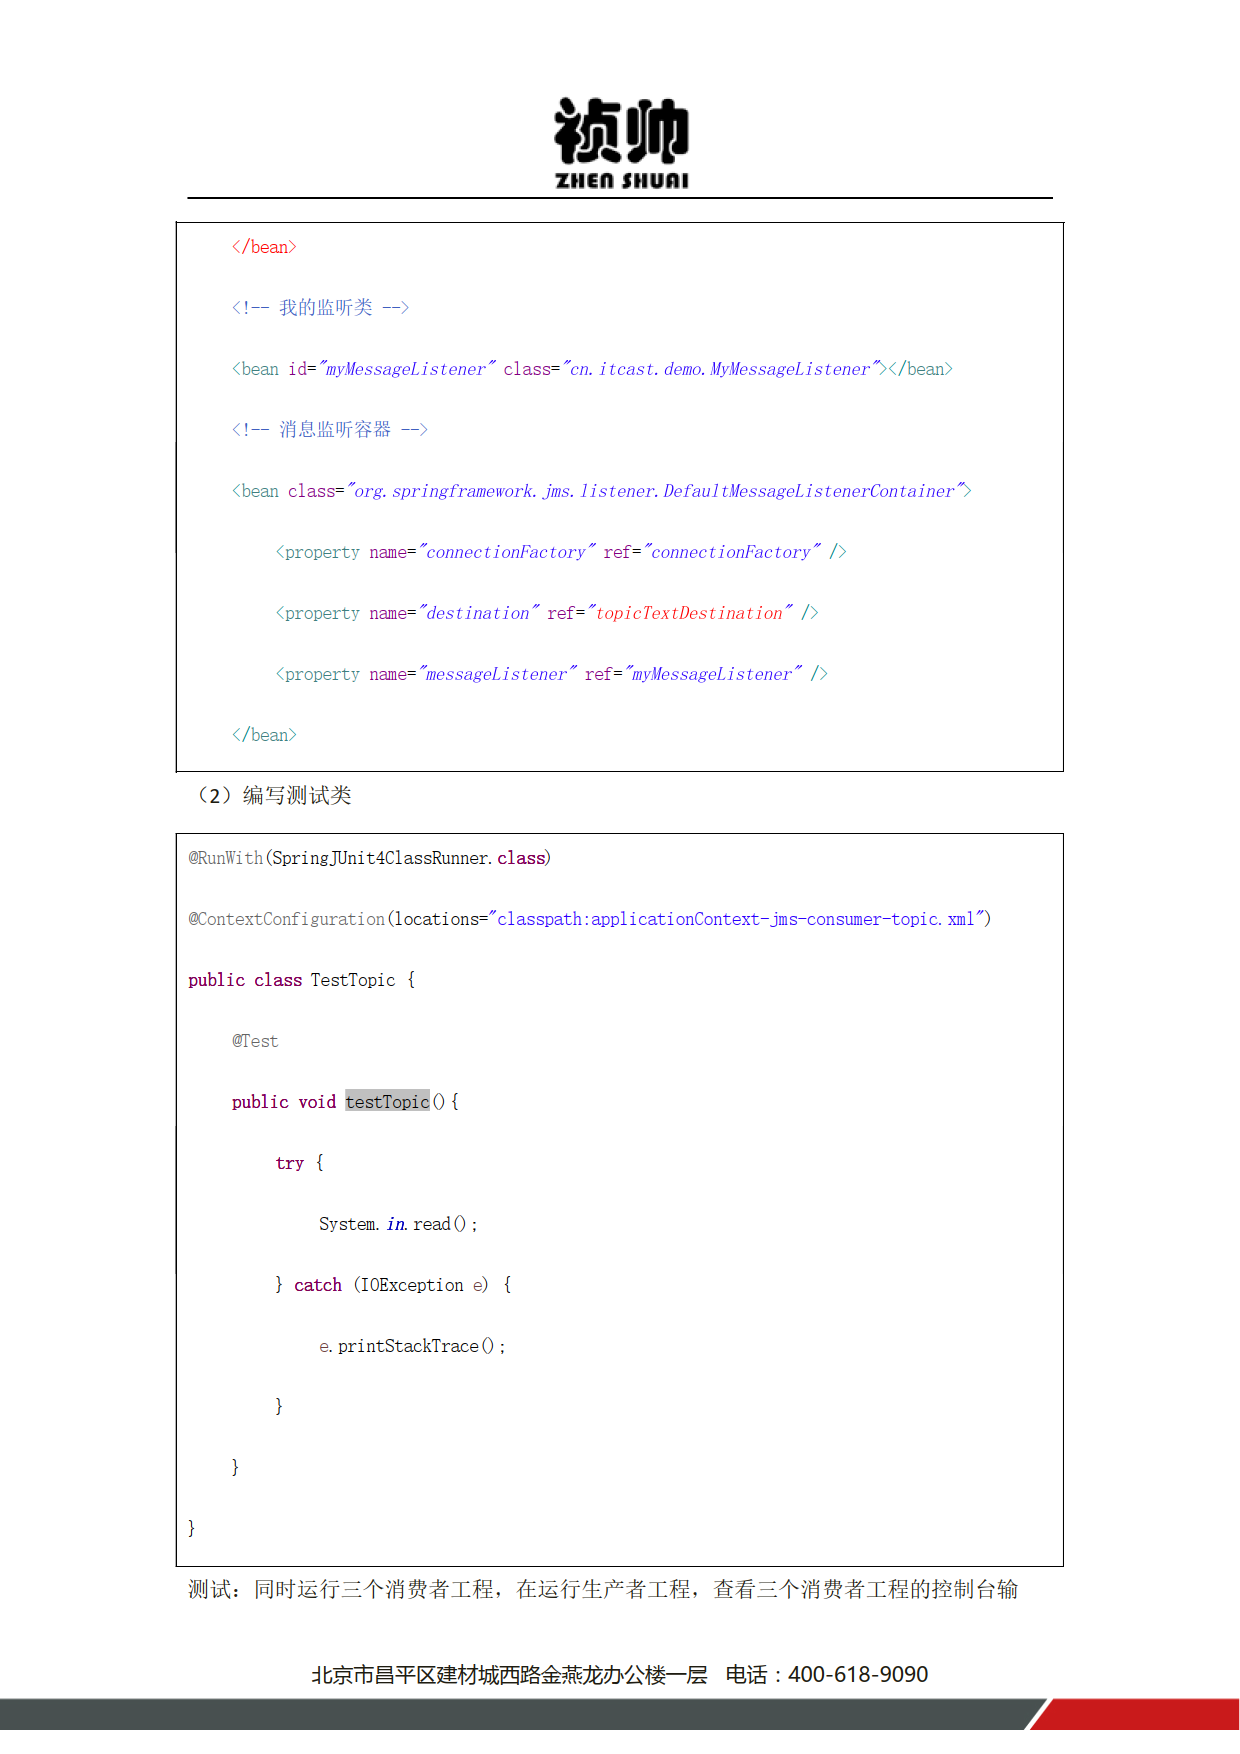 祯帅
ZHEN SHUAI
</bean>
<!-- 我的监听类 -->
<bean id="myMessageListener" class="cn.itcast.demo.MyMessageListener"></bean>
<!-- 消息监听容器 -->
<bean class="org.springframework.jms.listener.DefaultMessageListenerContainer">
<property name="connectionFactory" ref="connectionFactory" />
<property name="destination" ref="topicTextDestination" />
<property name="messageListener" ref="myMessageListener" />
</bean>
（2）编写测试类
@RunWith(SpringJUnit4ClassRunner.class)
@ContextConfiguration(locations="classpath:applicationContext-jms-consumer-topic.xml")
public class TestTopic {
@Test
public void testTopic(){
try {
System.in.read();
} catch (IOException e) {
e.printStackTrace();
}
}
}
测试：同时运行三个消费者工程，在运行生产者工程，查看三个消费者工程的控制台输
北京市昌平区建材城西路金燕龙办公楼一层 电话：400-618-9090